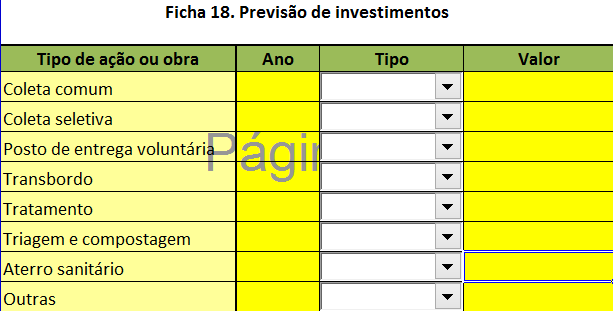 Ficha 18. Previsão de investimentos
Tipo de ação ou obra Ano Tipo Valor
Coleta comum
Coleta seletiva
Posto de entrega voluntária
Transbordo
Tratamento
Triagem e compostagem
Aterro sanitário
Outras